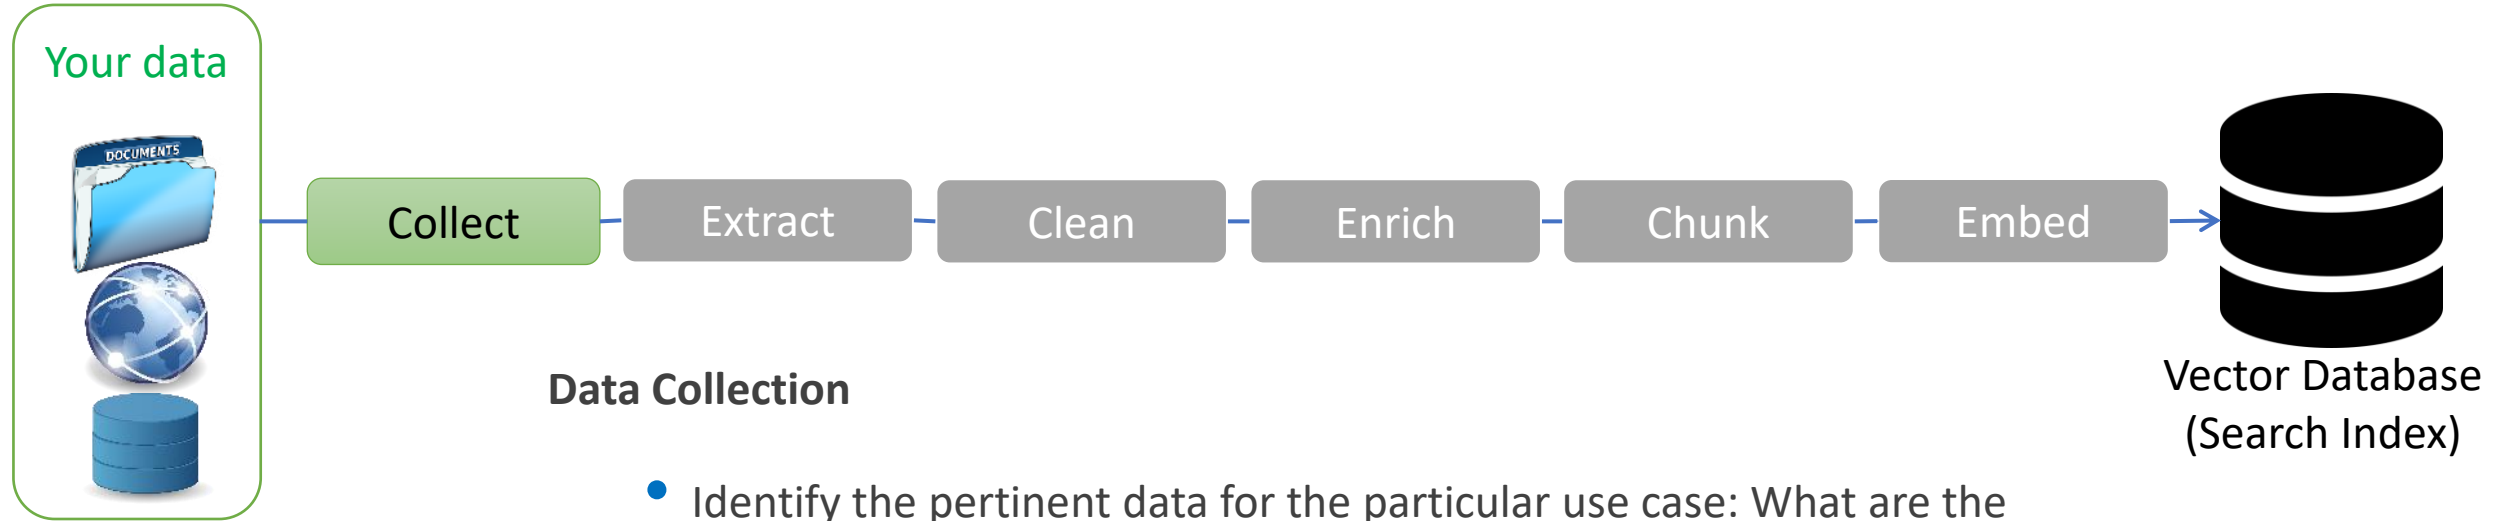 Your data
DOCUMENTS
Collect
Extract
Clean
Enrich
Chunk
Embed
Vector Database
(Search Index)
Data Collection
Identify the pertinent data for the particular use case: What are the